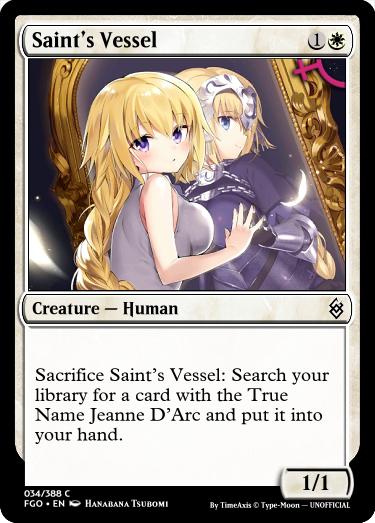 Saint's Vessel 1
Creature — Human
Sacrifice Saint's Vessel: Search your
library for a card with the True
Name Jeanne D'Arc and put it into
your hand.
1/1
034/388 C
FGO • EN HANABANA TSUBOMI
By TimeAxis © Type-Moon — UNOFFICIAL